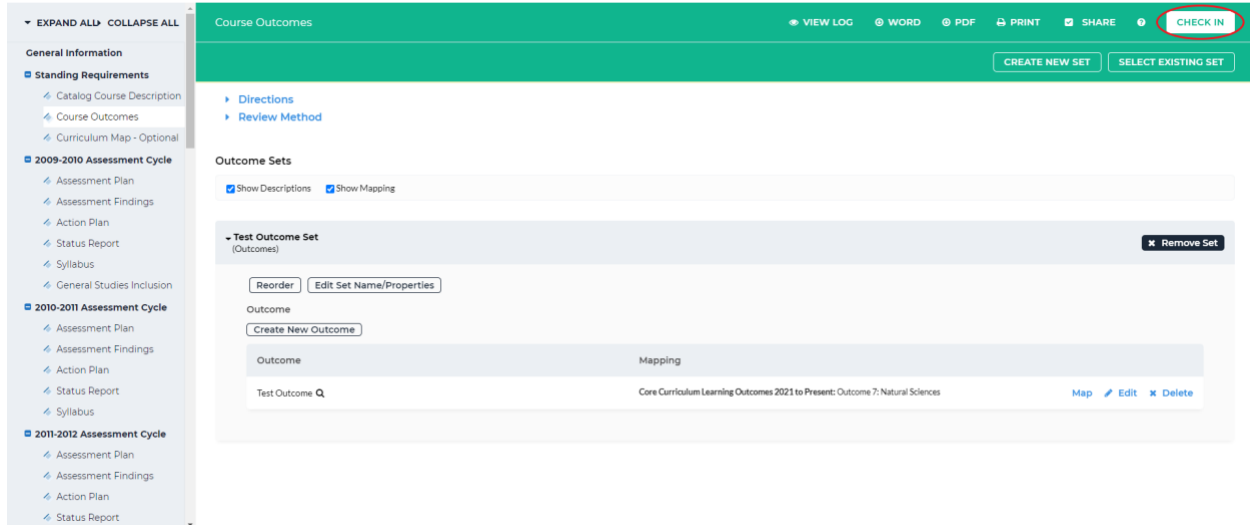 EXPAND ALL COLLAPSE ALL
General Information
Standing Requirements
Catalog Course Description
Course Outcomes
Curriculum Map - Optional
2009-2010 Assessment Cycle
Assessment Plan
Assessment Findings
Action Plan
Status Report
Syllabus
General Studies Inclusion
2010-2011 Assessment Cycle
Assessment Plan
Assessment Findings
Action Plan
Status Report
Syllabus
2011-2012 Assessment Cycle
Assessment Plan
Assessment Findings
Action Plan
Status Report
Course Outcomes VIEW LOG WORD PDF PRINT SHARE ? CHECK IN
CREATE NEW SET SELECT EXISTING SET
Directions
Review Method
Outcome Sets
Show Descriptions Show Mapping
Test Outcome Set
(Outcomes)
Remove Set
Reorder Edit Set Name/Properties
Outcome
Create New Outcome
Outcome Mapping
Test Outcome Core Curriculum Learning Outcomes 2021 to Present: Outcome 7: Natural Sciences Map Edit Delete